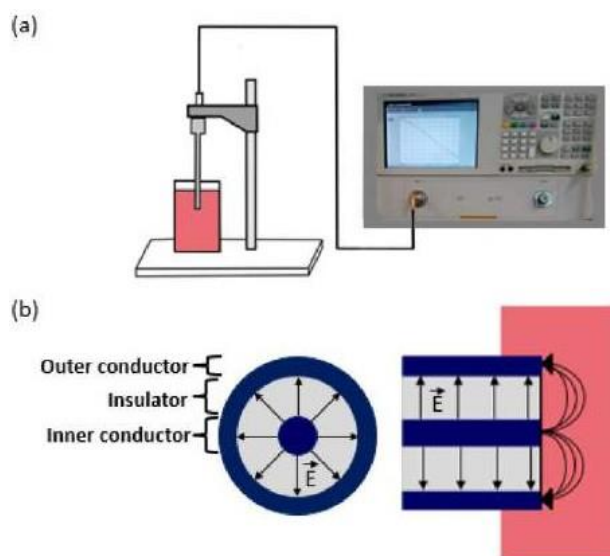 (a)
(b)
Outer conductor
Insulator
Inner conductor
E
E